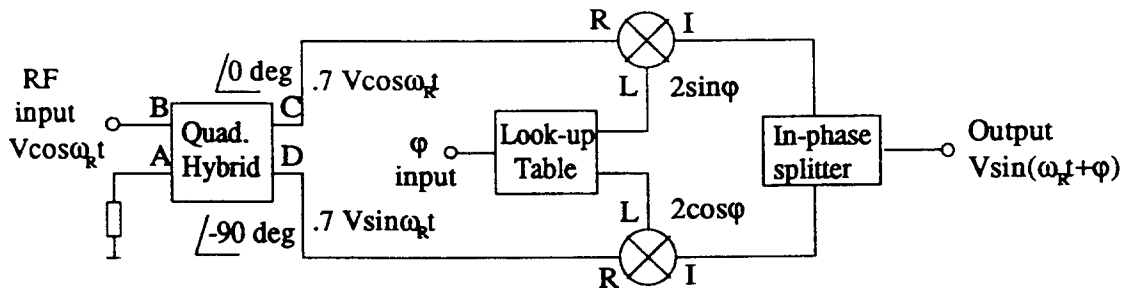 RF
input
Vcosω_Rt
B
A
Quad.
Hybrid
/0 deg
C
D
/-90 deg
.7 Vcosω_Rt
.7 Vsinω_Rt
φ
input
Look-up
Table
R
I
L
2sinφ
L
2cosφ
R
I
In-phase
splitter
Output
Vsin(ω_Rt+φ)